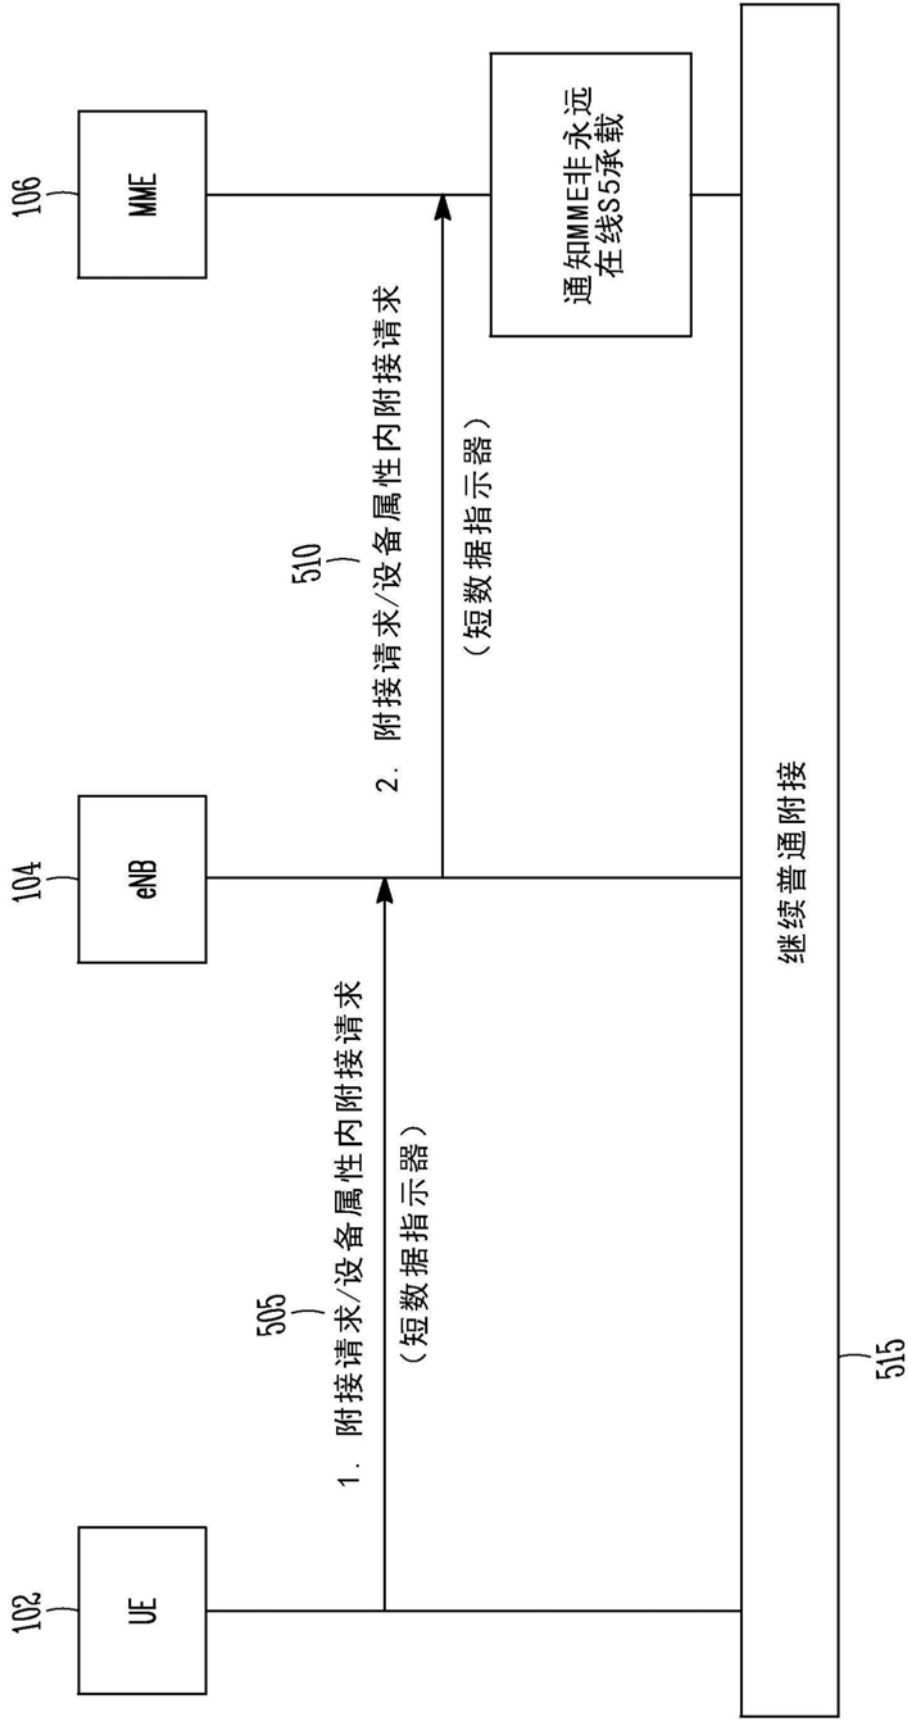 102
104
106
UE
eNB
MME
505
1. 附接请求/设备属性内附接请求
(短数据指示器)
510
2. 附接请求/设备属性内附接请求
(短数据指示器)
通知MME非永远
在线S5承载
继续普通附接
515